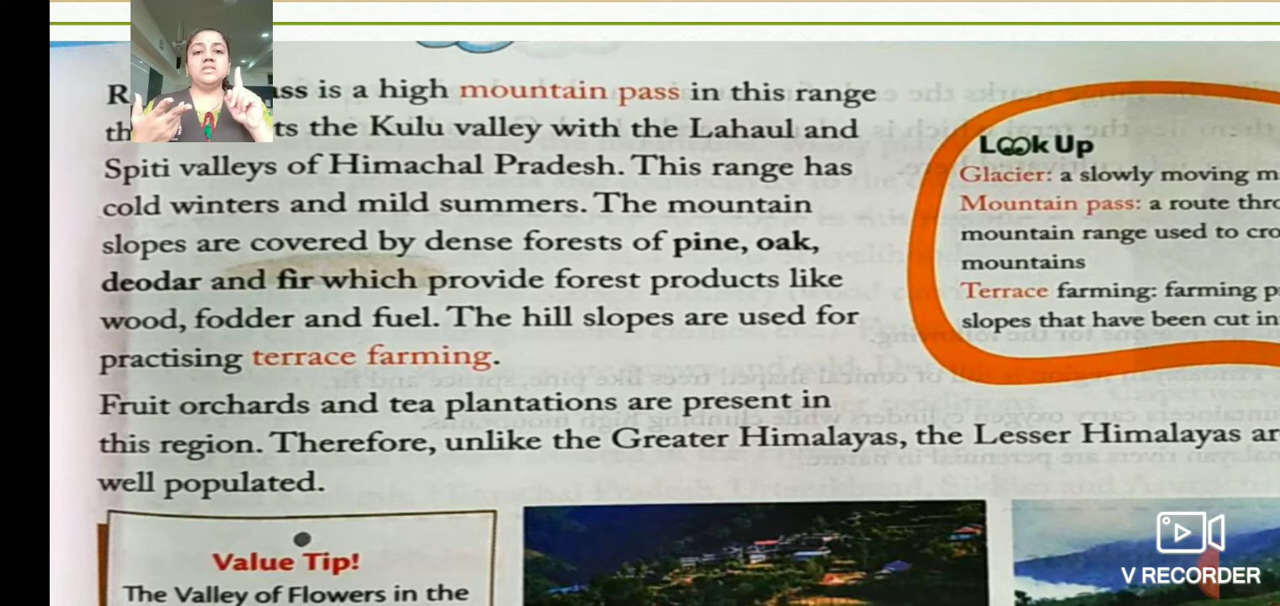 R ss is a high mountain pass in this range
th ts the Kulu valley with the Lahaul and
Spiti valleys of Himachal Pradesh. This range has
cold winters and mild summers. The mountain
slopes are covered by dense forests of pine, oak,
deodar and fir which provide forest products like
wood, fodder and fuel. The hill slopes are used for
practising terrace farming.
Fruit orchards and tea plantations are present in
this region. Therefore, unlike the Greater Himalayas, the Lesser Himalayas ar
well populated.
Look Up
Glacier: a slowly moving m
Mountain pass: a route thro
mountain range used to cro
mountains
Terrace farming: farming p
slopes that have been cut in
Value Tip!
The Valley of Flowers in the
V RECORDER